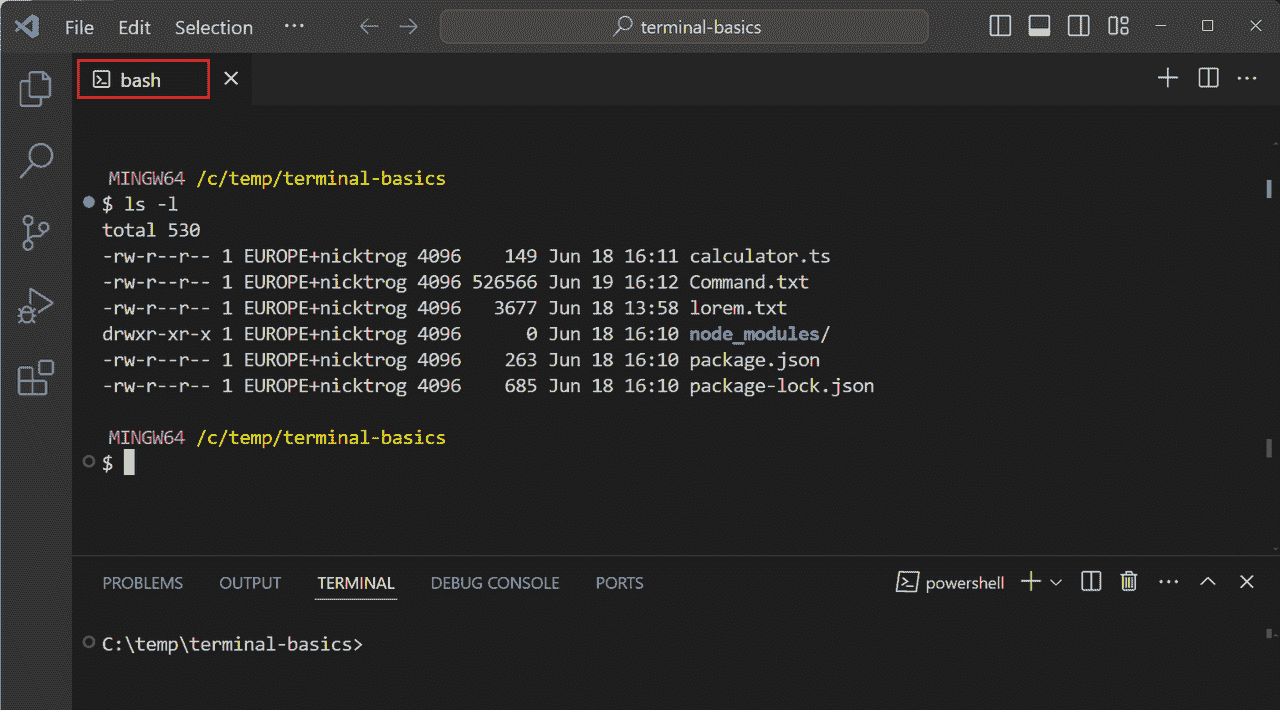 File Edit Selection ··· terminal-basics
bash
MINGW64 /c/temp/terminal-basics
$ ls -l
total 530
-rw-r--r-- 1 EUROPE+nicktrog 4096    149 Jun 18 16:11 calculator.ts
-rw-r--r-- 1 EUROPE+nicktrog 4096 526566 Jun 19 16:12 Command.txt
-rw-r--r-- 1 EUROPE+nicktrog 4096   3677 Jun 18 13:58 lorem.txt
drwxr-xr-x 1 EUROPE+nicktrog 4096      0 Jun 18 16:10 node_modules/
-rw-r--r-- 1 EUROPE+nicktrog 4096    263 Jun 18 16:10 package.json
-rw-r--r-- 1 EUROPE+nicktrog 4096    685 Jun 18 16:10 package-lock.json
MINGW64 /c/temp/terminal-basics
$
PROBLEMS OUTPUT TERMINAL DEBUG CONSOLE PORTS powershell
C:\temp\terminal-basics>